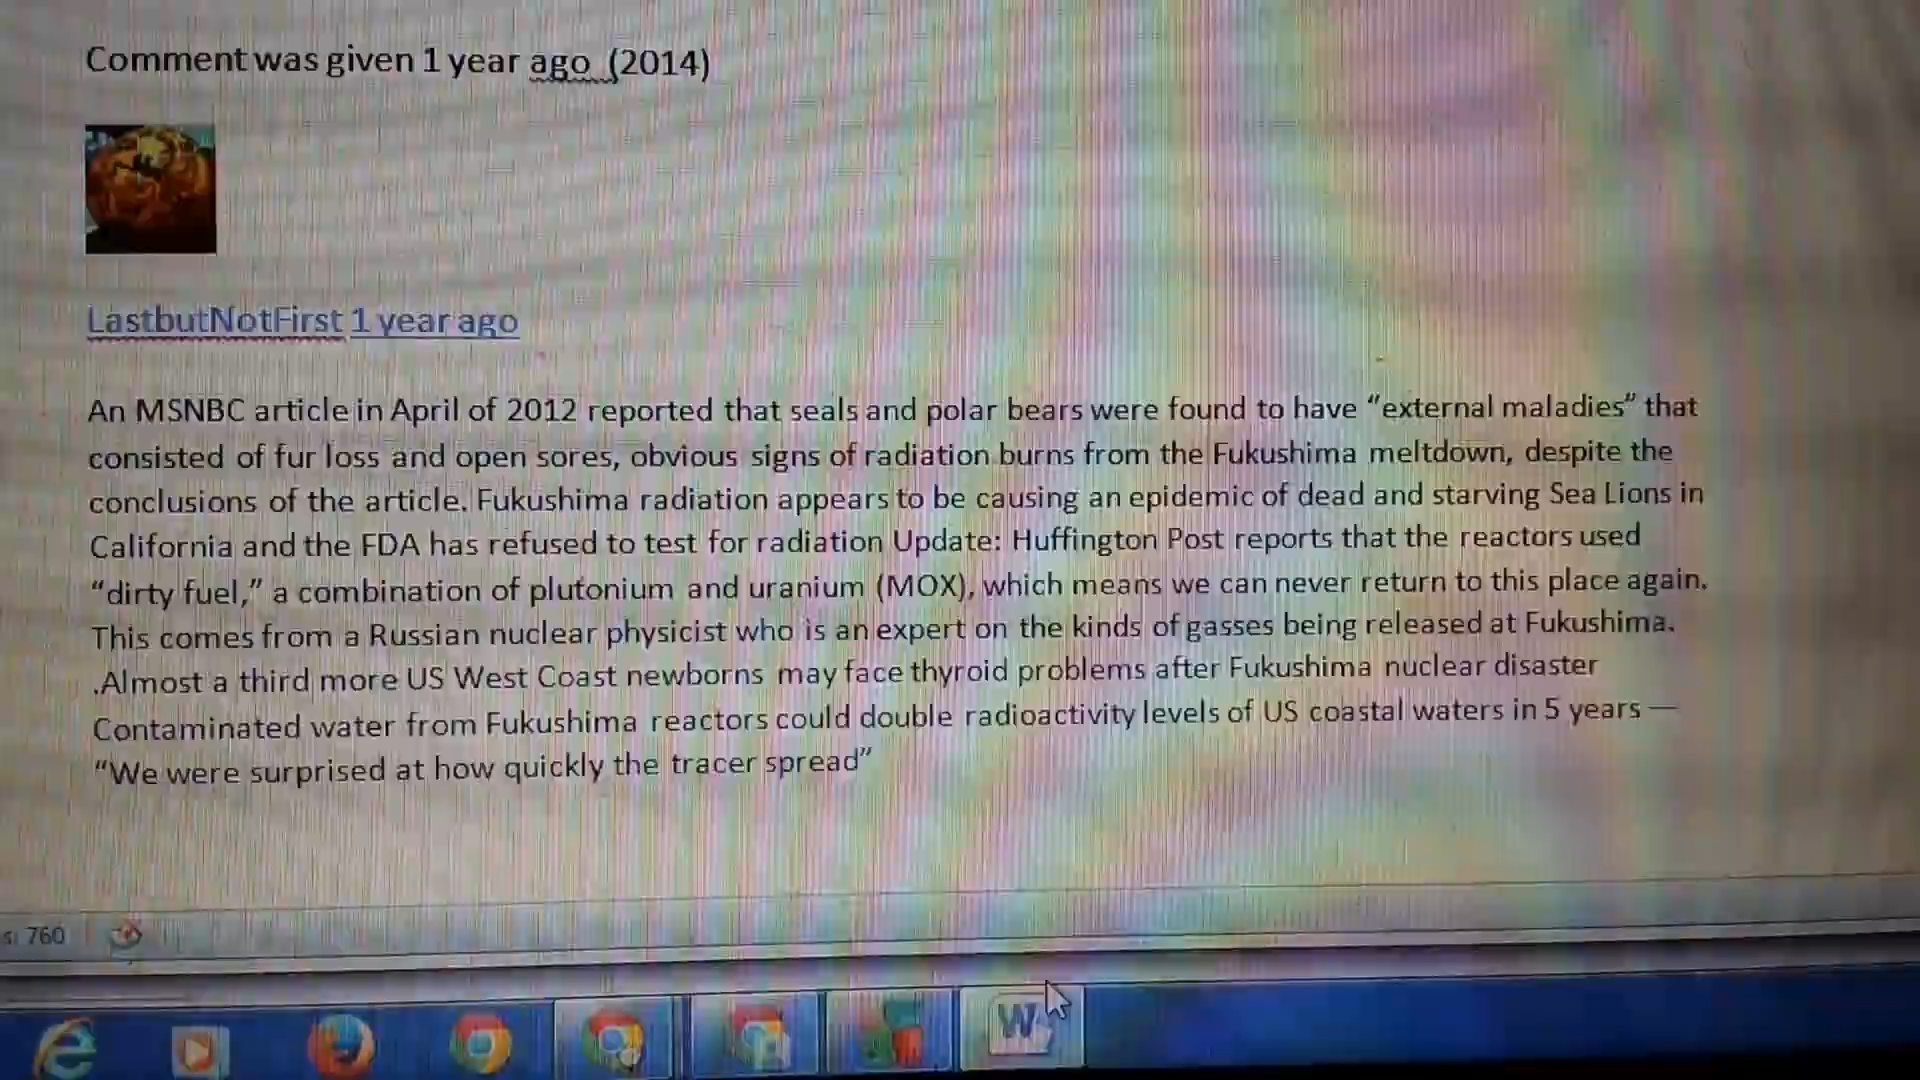 Comment was given 1 year ago (2014)
LastbutNotFirst 1 year ago
An MSNBC article in April of 2012 reported that seals and polar bears were found to have “external maladies” that
consisted of fur loss and open sores, obvious signs of radiation burns from the Fukushima meltdown, despite the
conclusions of the article. Fukushima radiation appears to be causing an epidemic of dead and starving Sea Lions in
California and the FDA has refused to test for radiation Update: Huffington Post reports that the reactors used
“dirty fuel,” a combination of plutonium and uranium (MOX), which means we can never return to this place again.
This comes from a Russian nuclear physicist who is an expert on the kinds of gasses being released at Fukushima.
.Almost a third more US West Coast newborns may face thyroid problems after Fukushima nuclear disaster
Contaminated water from Fukushima reactors could double radioactivity levels of US coastal waters in 5 years —
“We were surprised at how quickly the tracer spread”
s: 760
W